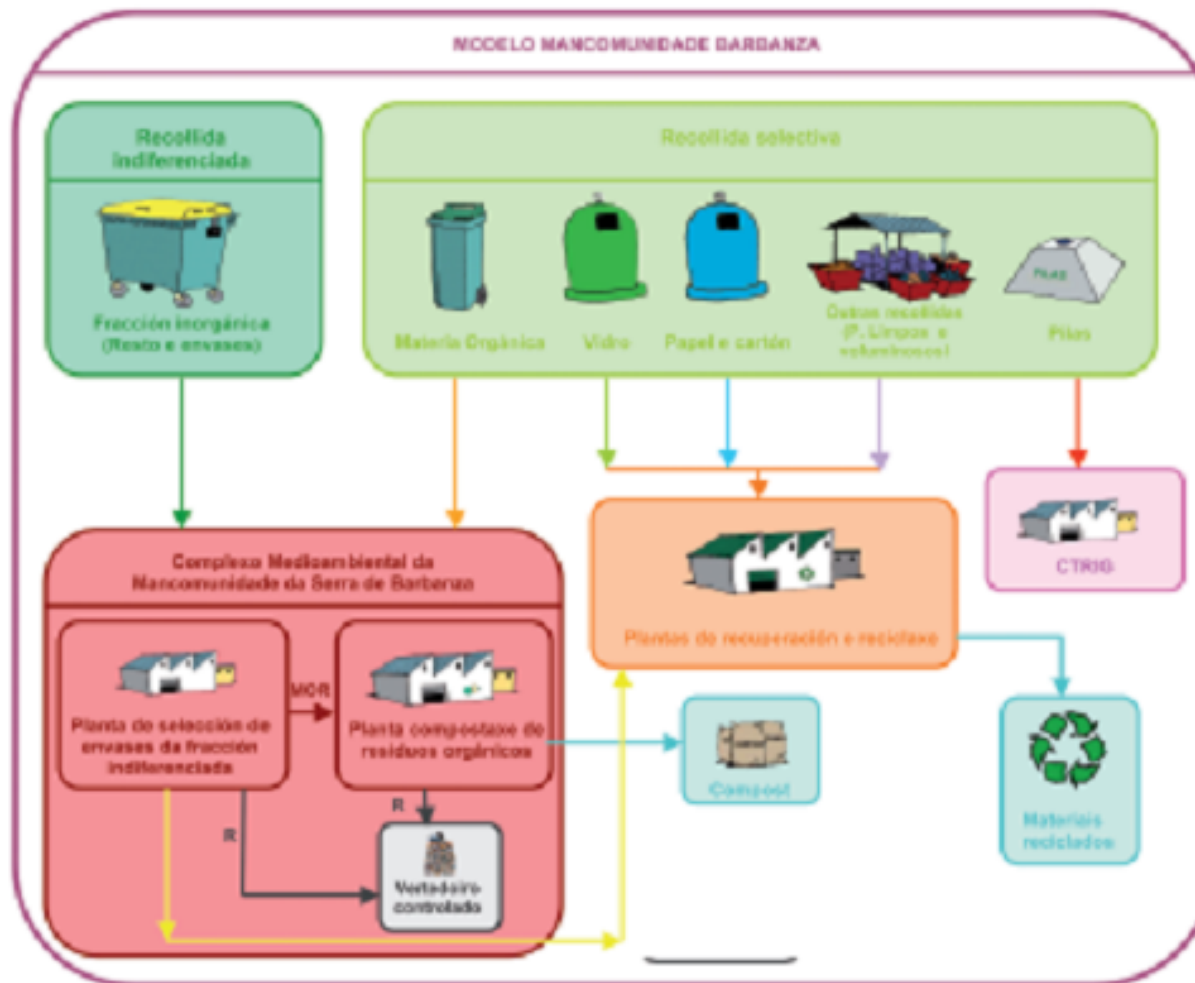 MODELO MANCOMUNIDADE BARBANZA
Recollida
indiferenciada
Fracción inorgánica
(Resto e envases)
Recollida selectiva
Materia Orgánica
Vidro
Papel e cartón
Outras recollidas
(P. Limpos e
voluminosos)
PILAS
Pilas
Complexo Medioambiental da
Mancomunidade da Serra de Barbanza
Planta de selección de
envases da fracción
indiferenciada
MOR
Planta compostaxe de
residuos orgánicos
R
R
Vertedeiro
controlado
Plantas de recuperación e reciclaxe
CTRIG
Compost
Materiais
reciclados